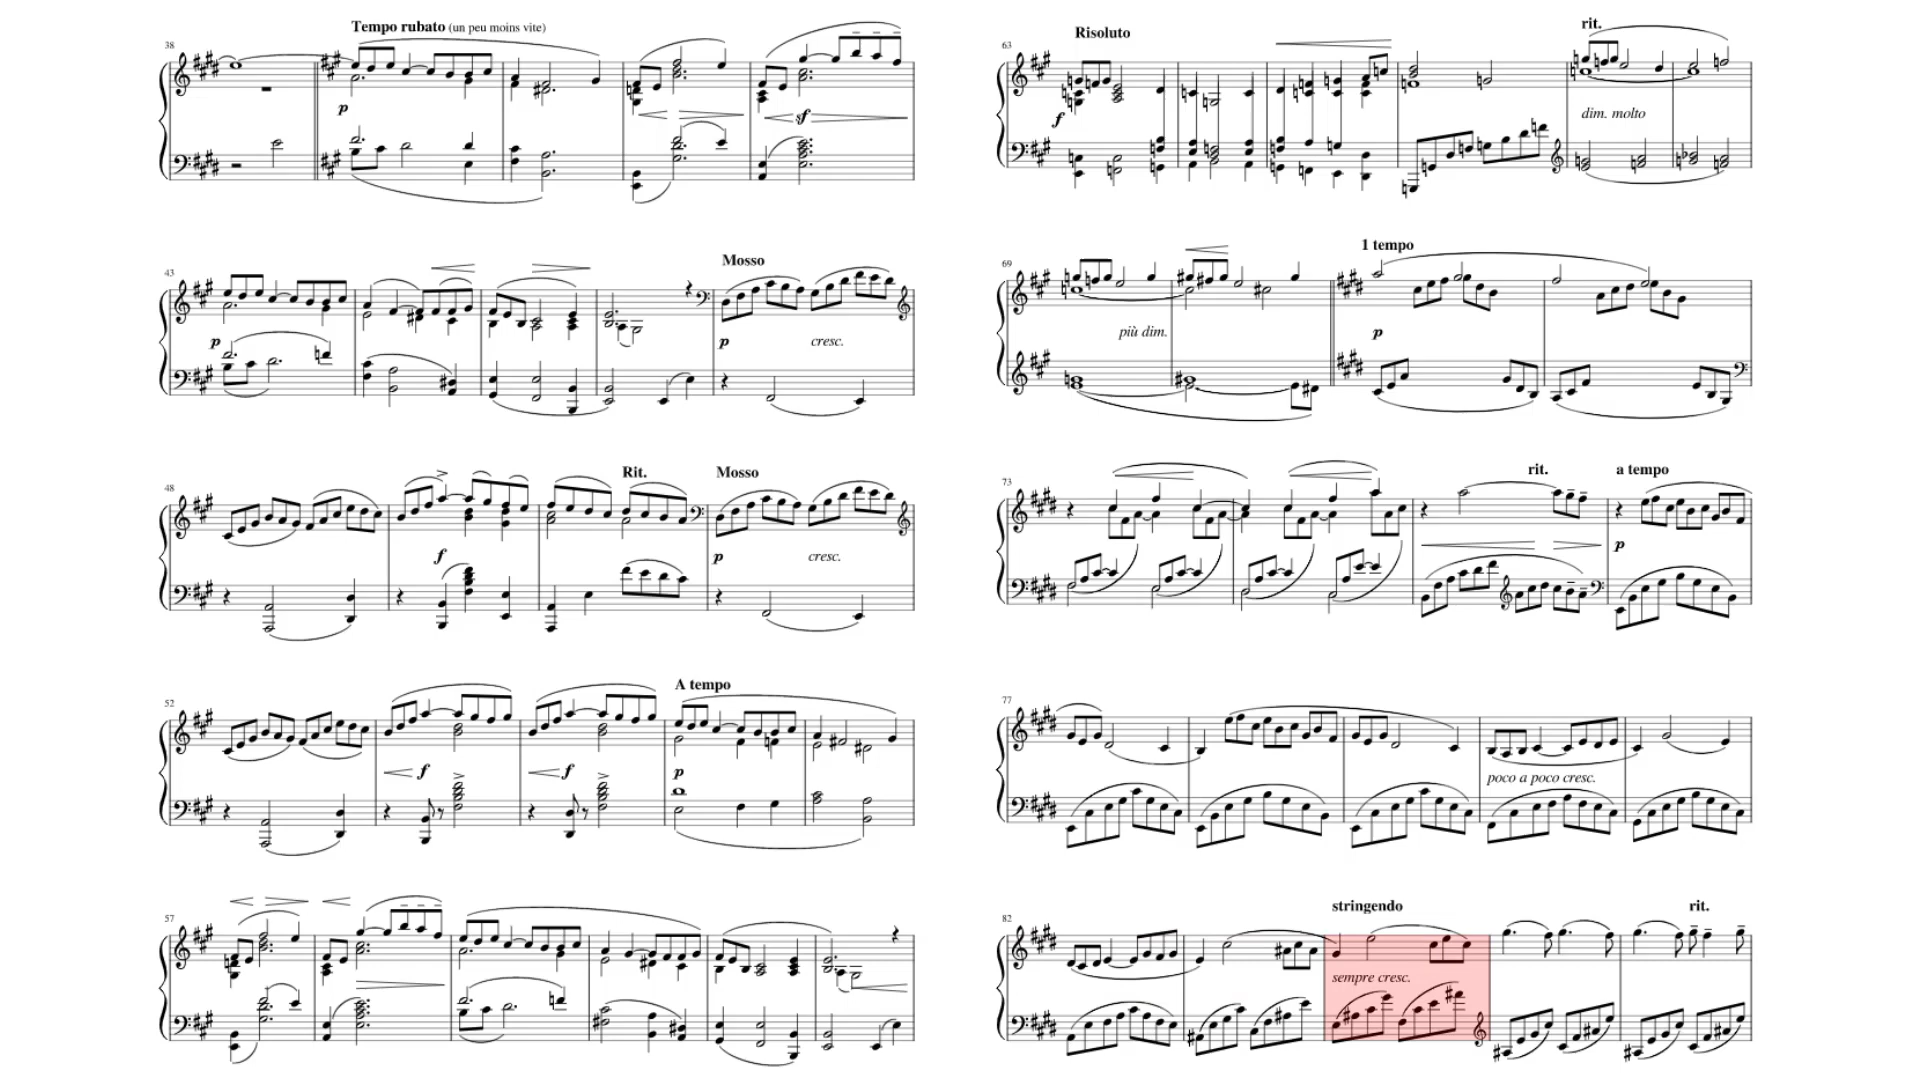 Tempo rubato (un peu moins vite)
38
p
sf
43
p
Mosso
p
cresc.
48
f
Rit.
Mosso
p
cresc.
52
f
f
A tempo
p
57
Risoluto
rit.
63
f
dim. molto
69
più dim.
1 tempo
p
rit.
a tempo
73
p
77
poco a poco cresc.
stringendo
rit.
82
sempre cresc.